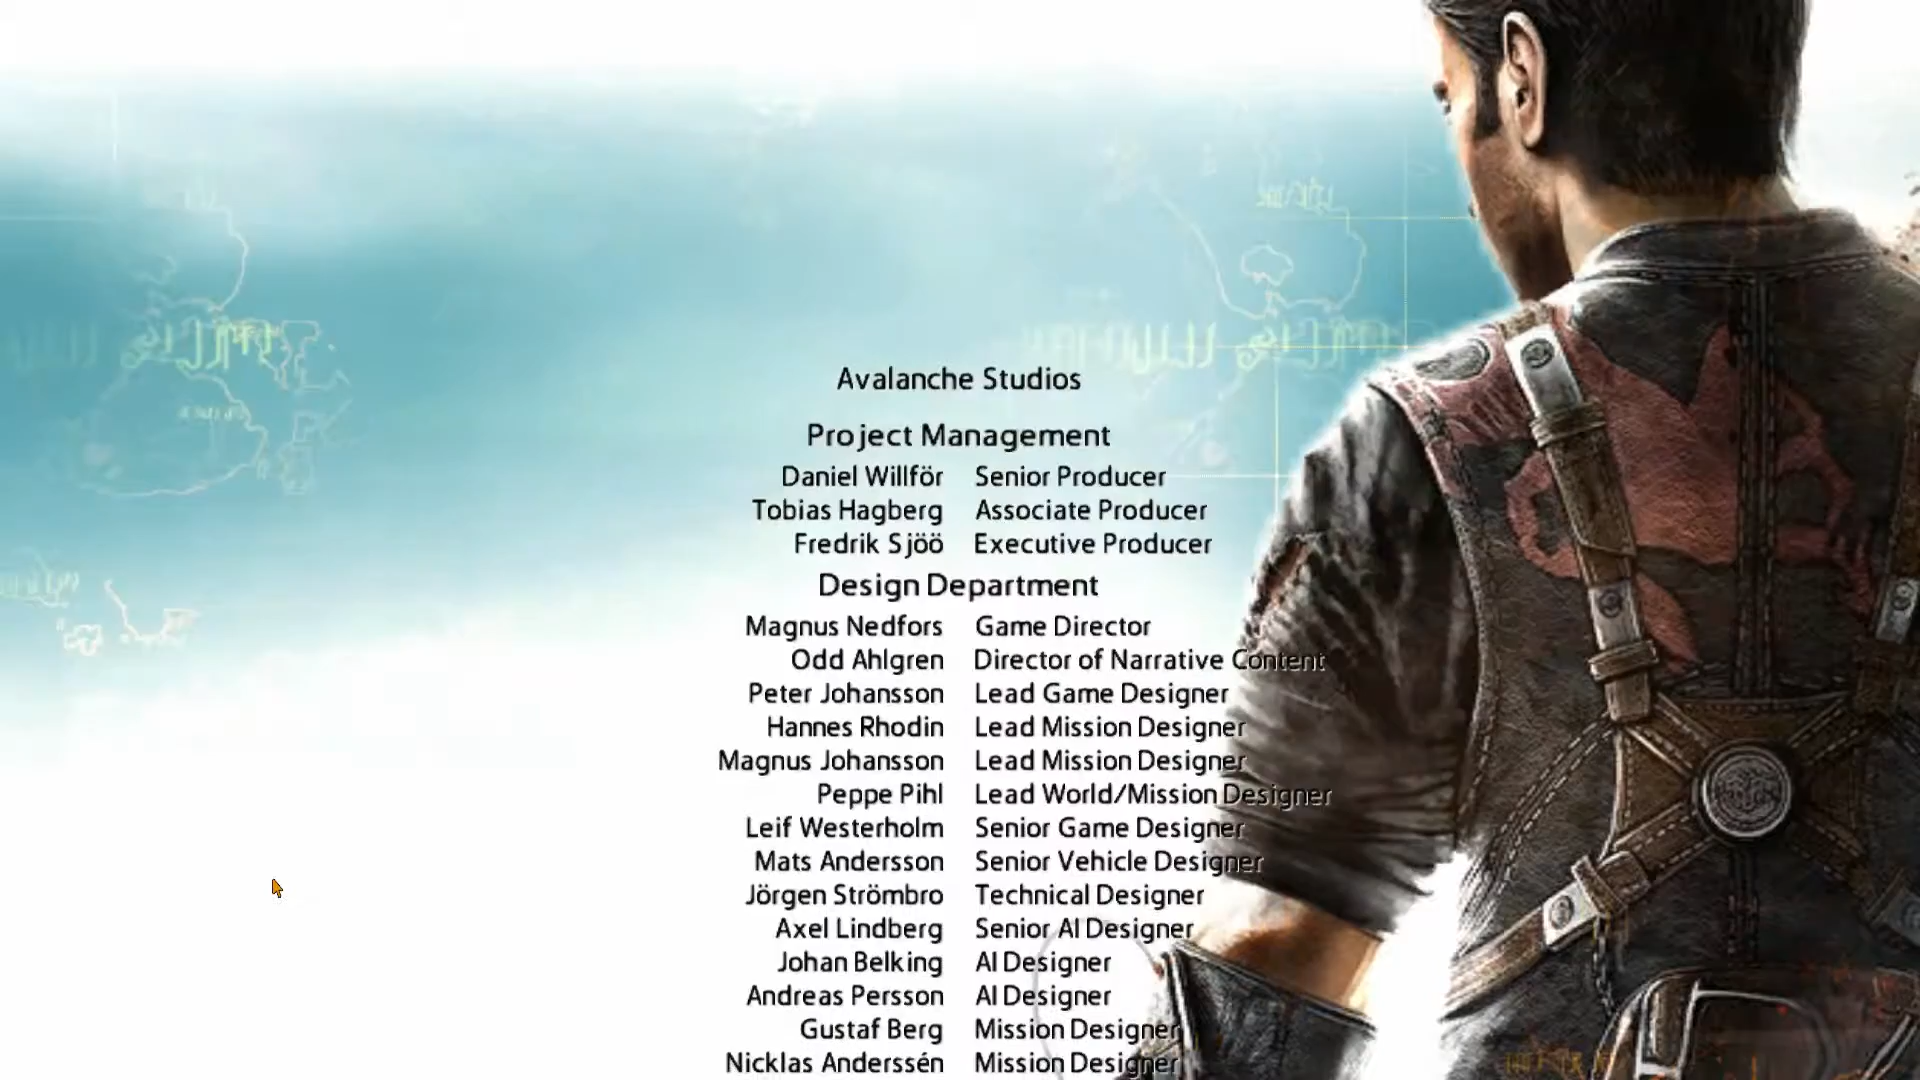 Avalanche Studios
Project Management
Daniel Willför Senior Producer
Tobias Hagberg Associate Producer
Fredrik Sjöö Executive Producer
Design Department
Magnus Nedfors Game Director
Odd Ahlgren Director of Narrative Content
Peter Johansson Lead Game Designer
Hannes Rhodin Lead Mission Designer
Magnus Johansson Lead Mission Designer
Peppe Pihl Lead World/Mission Designer
Leif Westerholm Senior Game Designer
Mats Andersson Senior Vehicle Designer
Jörgen Strömbro Technical Designer
Axel Lindberg Senior AI Designer
Johan Belking AI Designer
Andreas Persson AI Designer
Gustaf Berg Mission Designer
Nicklas Anderssén Mission Designer